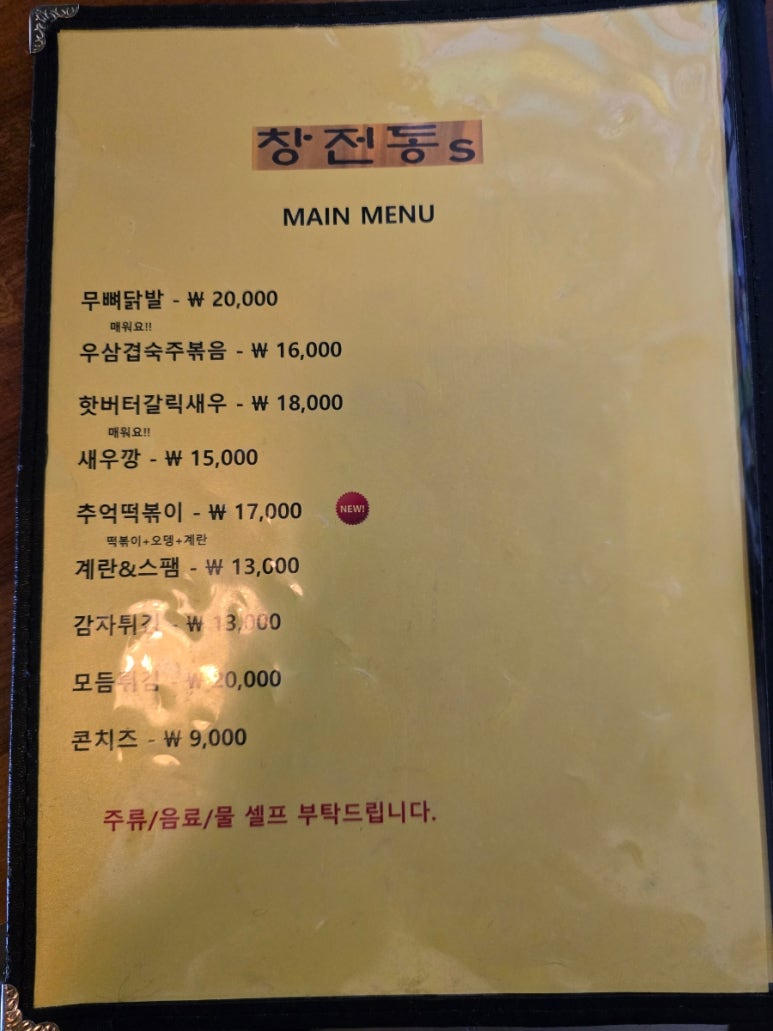 창전동s
MAIN MENU
무뼈닭발 - ₩ 20,000
매워요!!
우삼겹숙주볶음 - ₩ 16,000
핫버터갈릭새우 - ₩ 18,000
매워요!!
새우깡 - ₩ 15,000
추억떡볶이 - ₩ 17,000 NEW!
떡볶이+오뎅+계란
계란&스팸 - ₩ 13,000
감자튀김 - ₩ 13,000
모듬튀김 - ₩ 20,000
콘치즈 - ₩ 9,000
주류/음료/물 셀프 부탁드립니다.